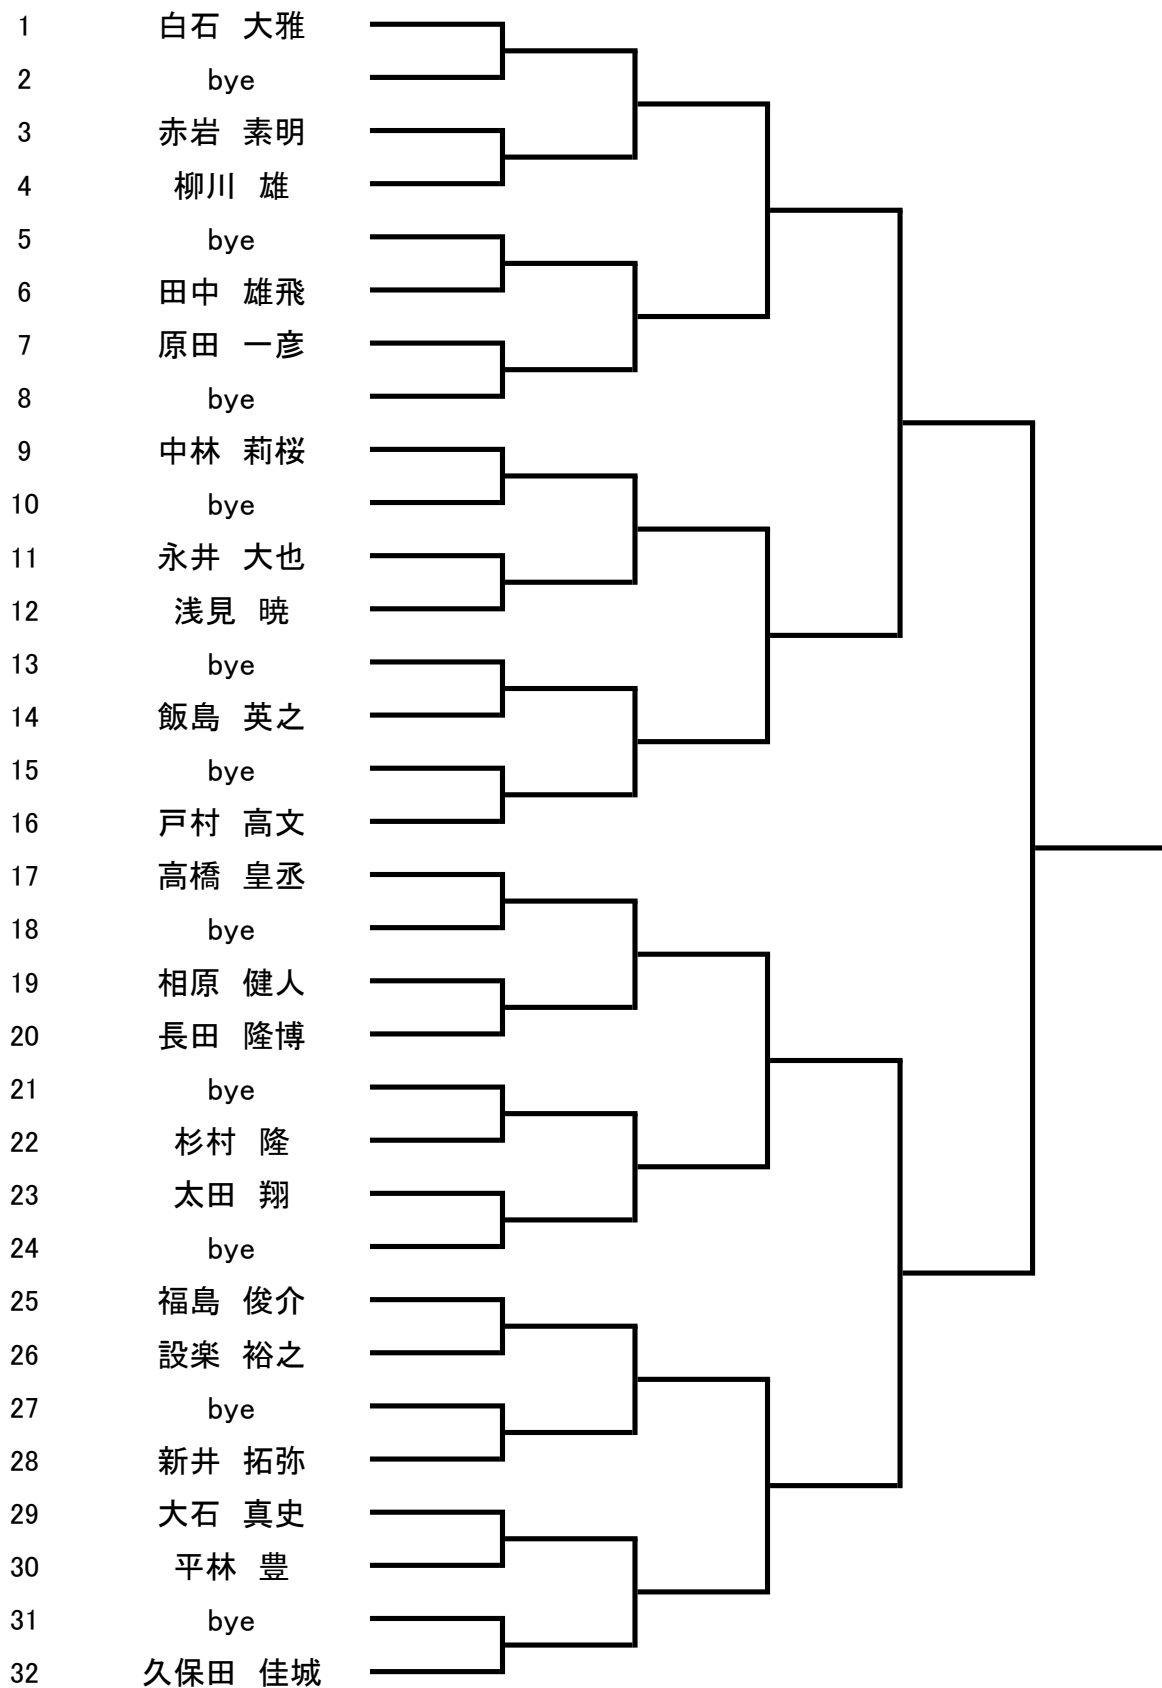 1 白石 大雅
2 bye
3 赤岩 素明
4 柳川 雄
5 bye
6 田中 雄飛
7 原田 一彦
8 bye
9 中林 莉桜
10 bye
11 永井 大也
12 浅見 暁
13 bye
14 飯島 英之
15 bye
16 戸村 高文
17 高橋 皇丞
18 bye
19 相原 健人
20 長田 隆博
21 bye
22 杉村 隆
23 太田 翔
24 bye
25 福島 俊介
26 設楽 裕之
27 bye
28 新井 拓弥
29 大石 真史
30 平林 豊
31 bye
32 久保田 佳城